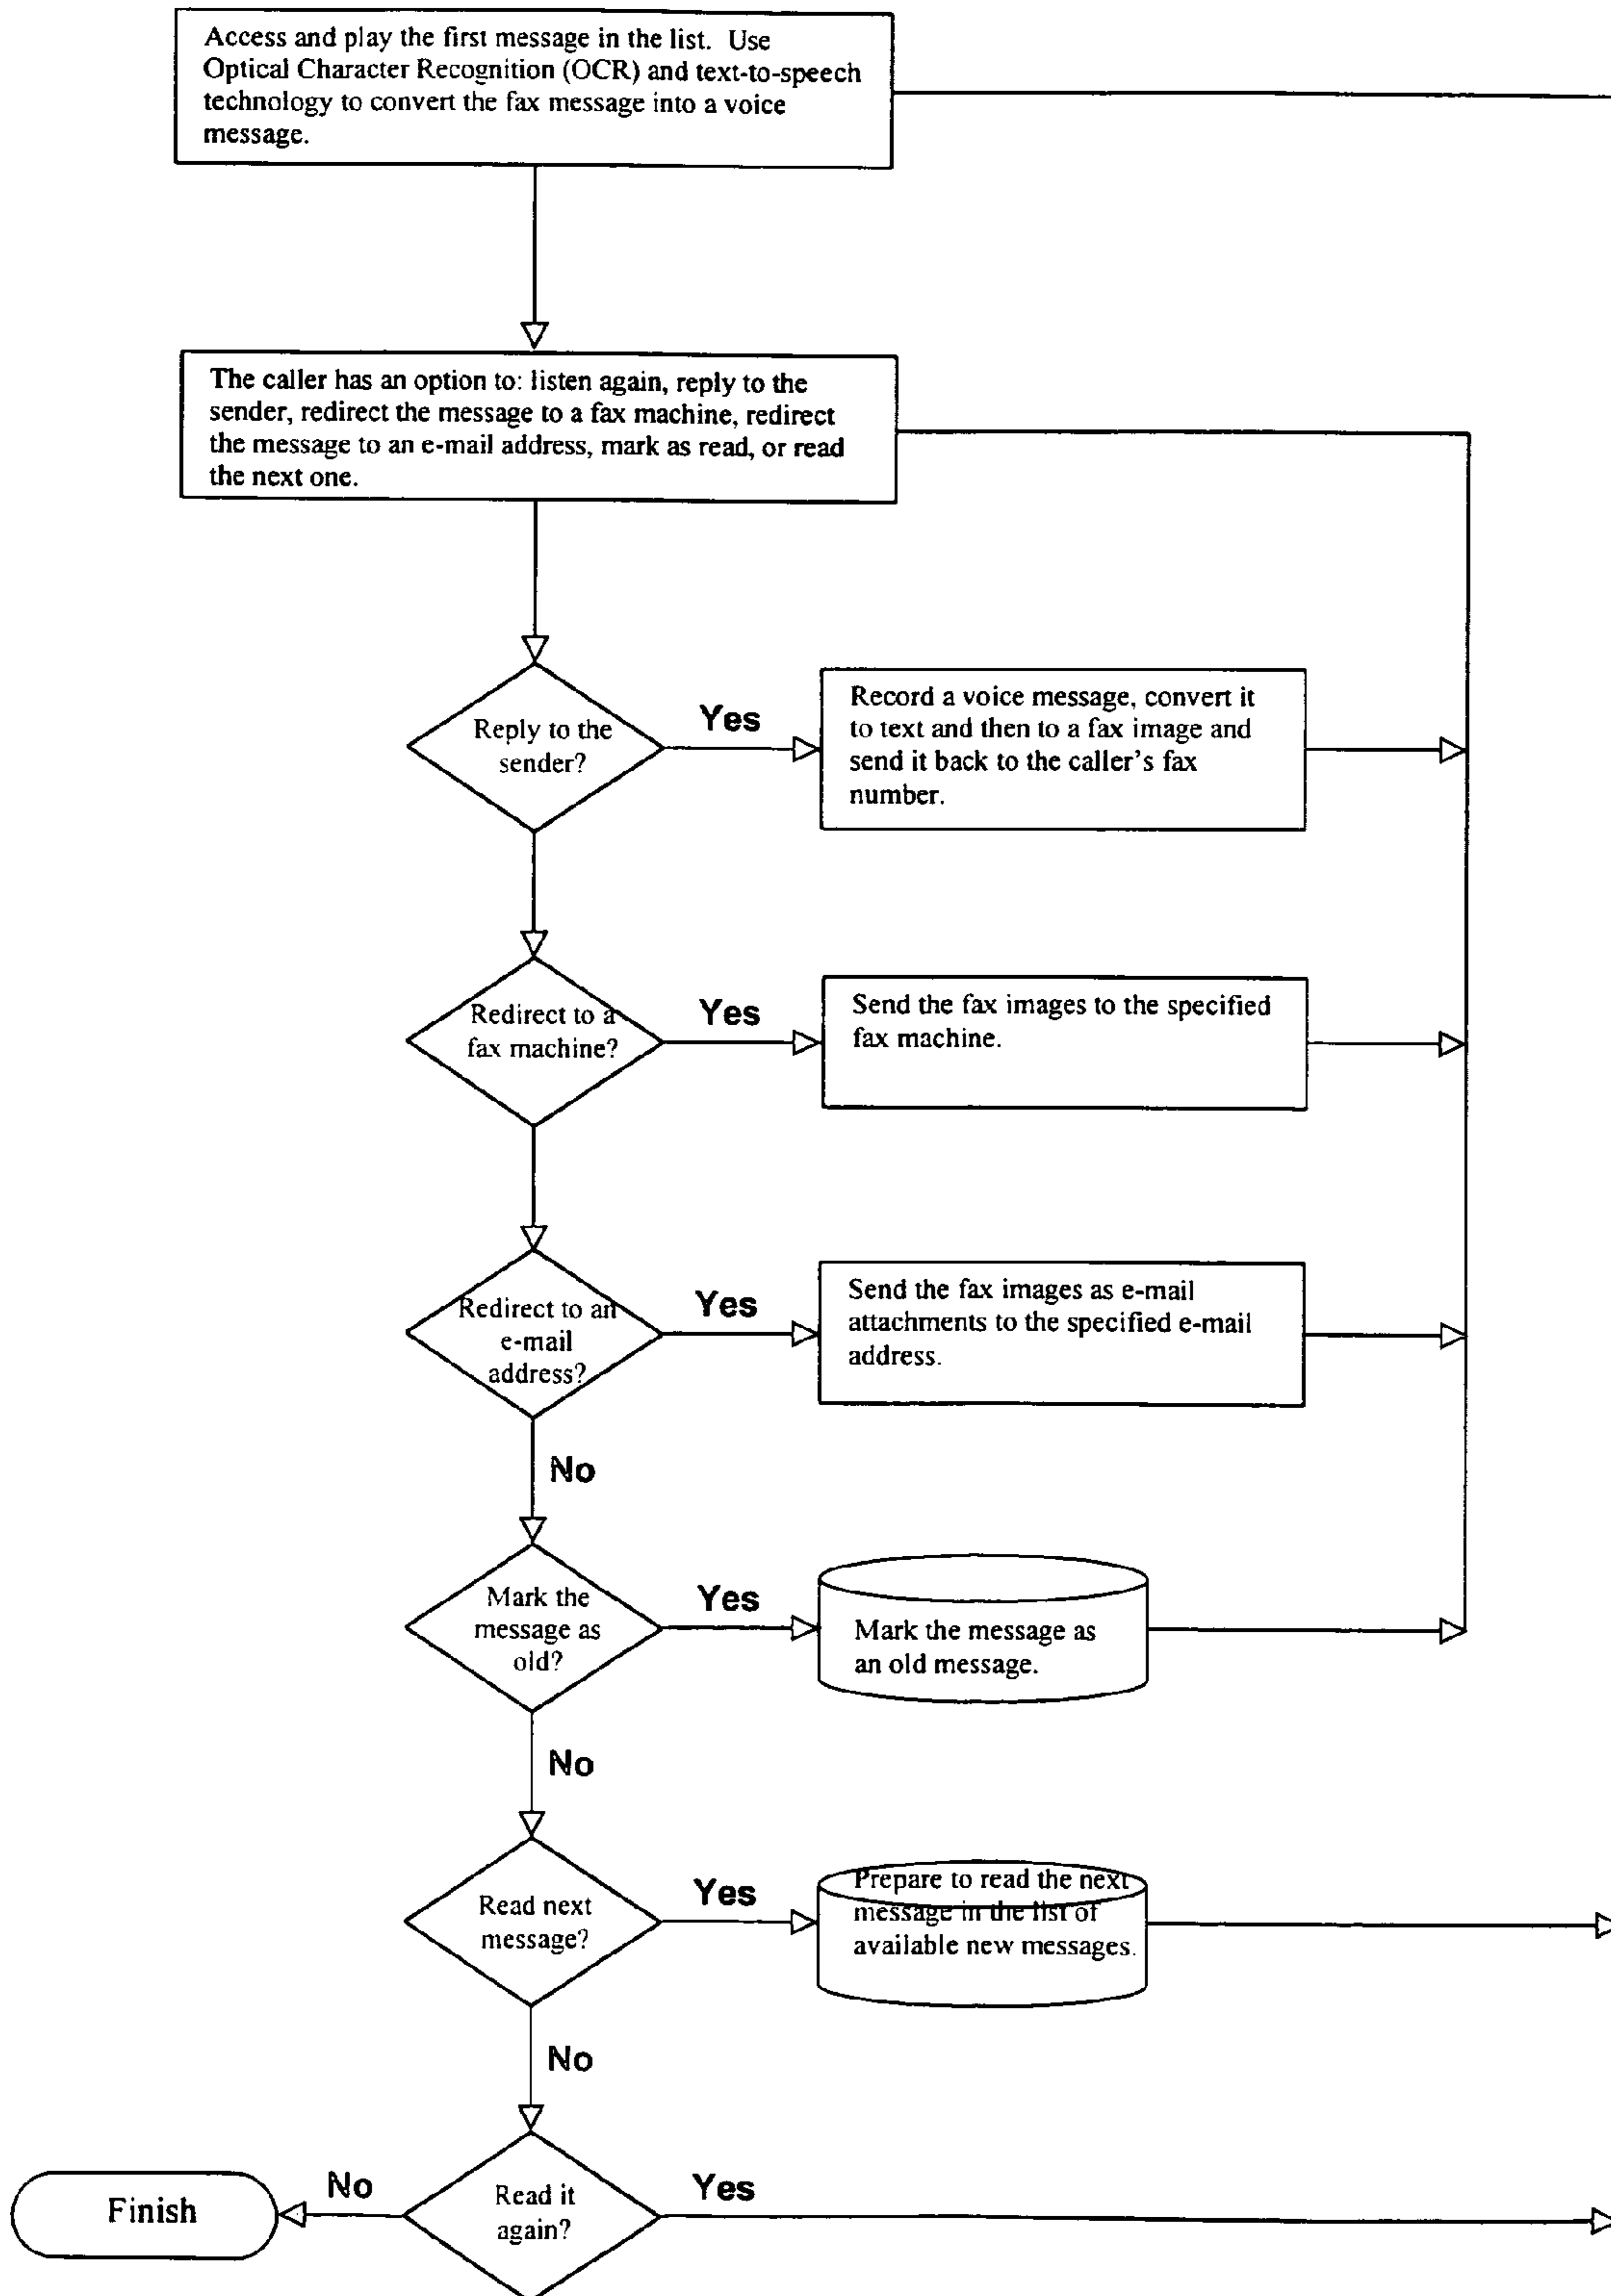 Access and play the first message in the list. Use
Optical Character Recognition (OCR) and text-to-speech
technology to convert the fax message into a voice
message.
The caller has an option to: listen again, reply to the
sender, redirect the message to a fax machine, redirect
the message to an e-mail address, mark as read, or read
the next one.
Reply to the
sender?
Yes
Record a voice message, convert it
to text and then to a fax image and
send it back to the caller's fax
number.
Redirect to a
fax machine?
Yes
Send the fax images to the specified
fax machine.
Redirect to an
e-mail
address?
Yes
Send the fax images as e-mail
attachments to the specified e-mail
address.
No
Mark the
message as
old?
Yes
Mark the message as
an old message.
No
Read next
message?
Yes
Prepare to read the next
message in the list of
available new messages.
No
Read it
again?
Yes
No
Finish